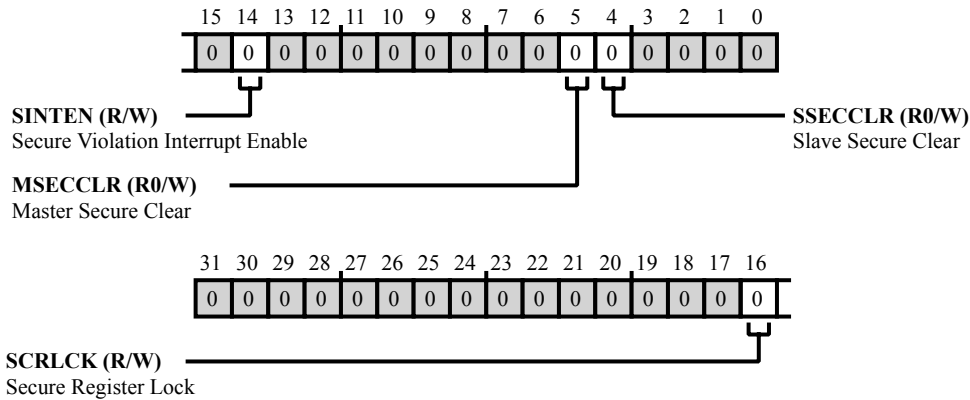 15 14 13 12 11 10 9 8 7 6 5 4 3 2 1 0
0 0 0 0 0 0 0 0 0 0 0 0 0 0 0 0
SINTEN (R/W)
Secure Violation Interrupt Enable
SSECCLR (R0/W)
Slave Secure Clear
MSECCLR (R0/W)
Master Secure Clear
31 30 29 28 27 26 25 24 23 22 21 20 19 18 17 16
0 0 0 0 0 0 0 0 0 0 0 0 0 0 0 0
SCRLCK (R/W)
Secure Register Lock